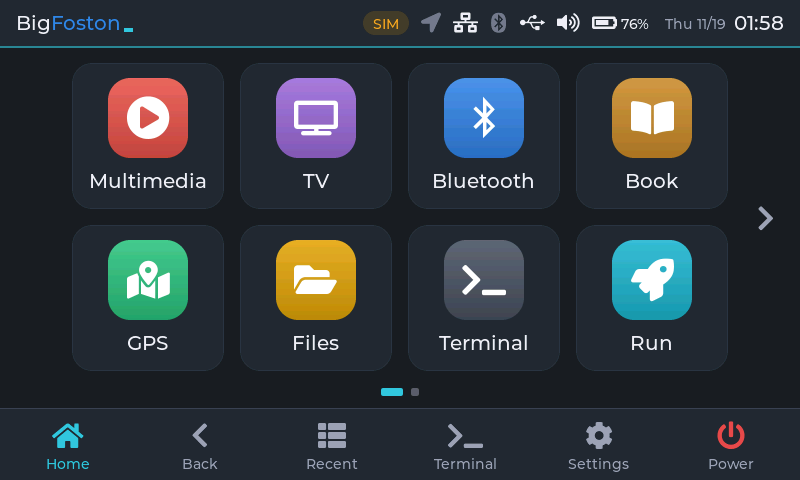 BigFoston
SIM
76%
Thu 11/19
01:58
Multimedia
TV
Bluetooth
Book
GPS
Files
Terminal
Run
Home
Back
Recent
Terminal
Settings
Power